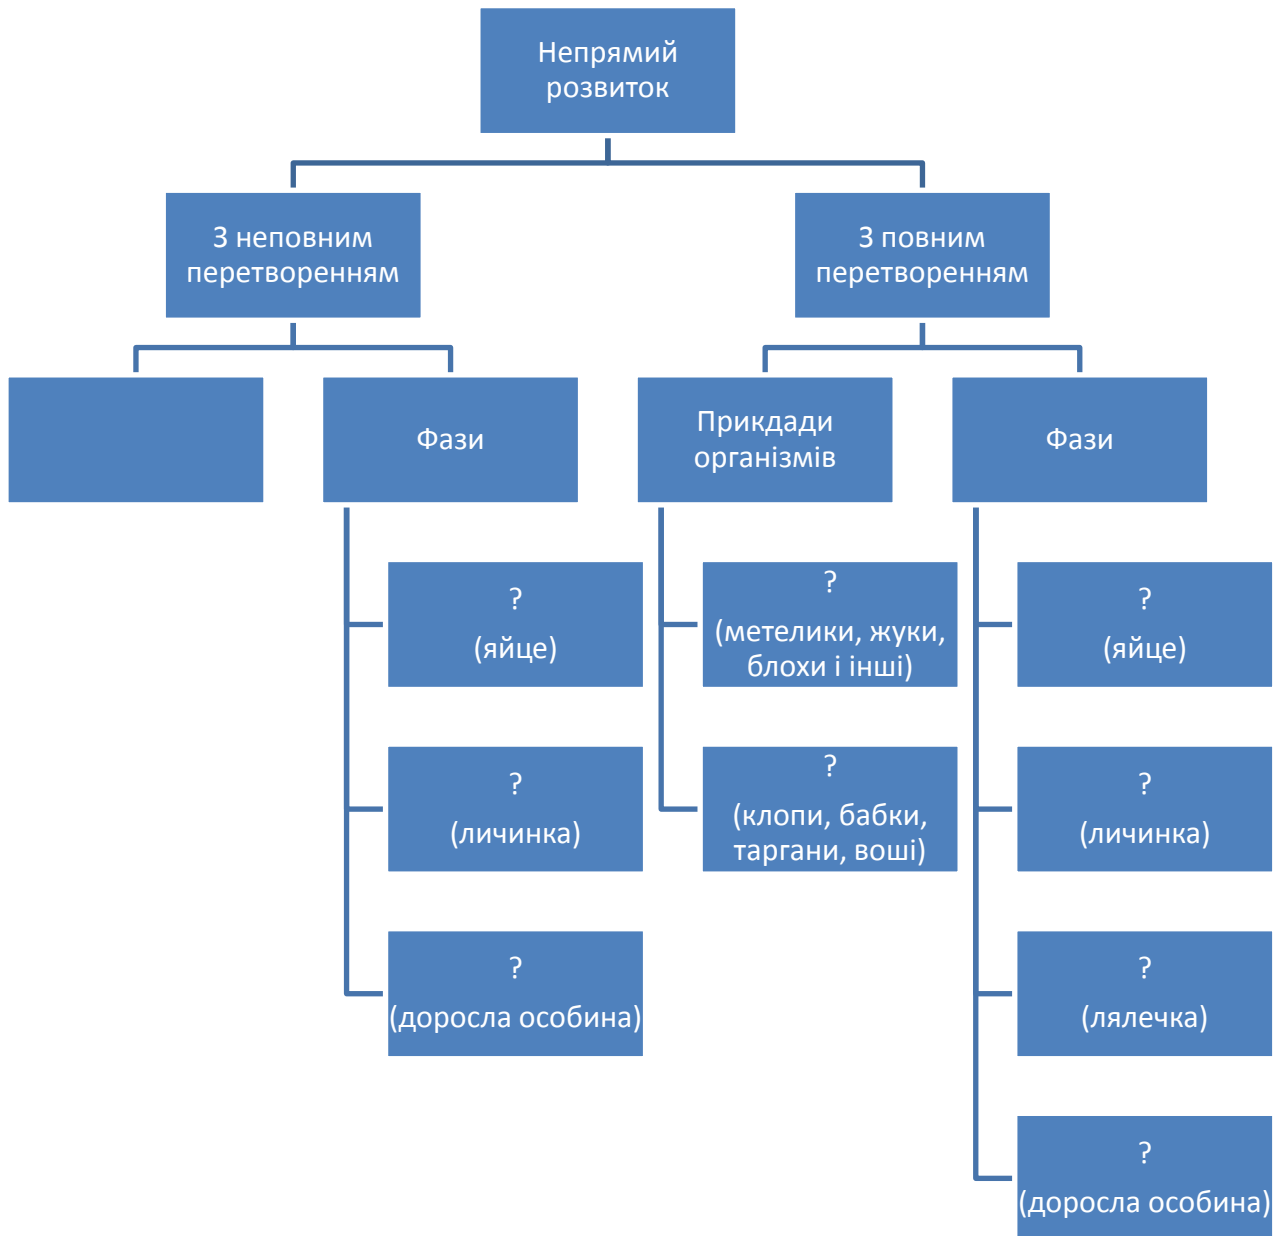 Непрямий
розвиток
З неповним
перетворенням
З повним
перетворенням
Фази
Прикдади
організмів
Фази
?
(яйце)
?
(личинка)
?
(доросла особина)
?
(метелики, жуки,
блохи і інші)
?
(клопи, бабки,
таргани, воші)
?
(яйце)
?
(личинка)
?
(лялечка)
?
(доросла особина)